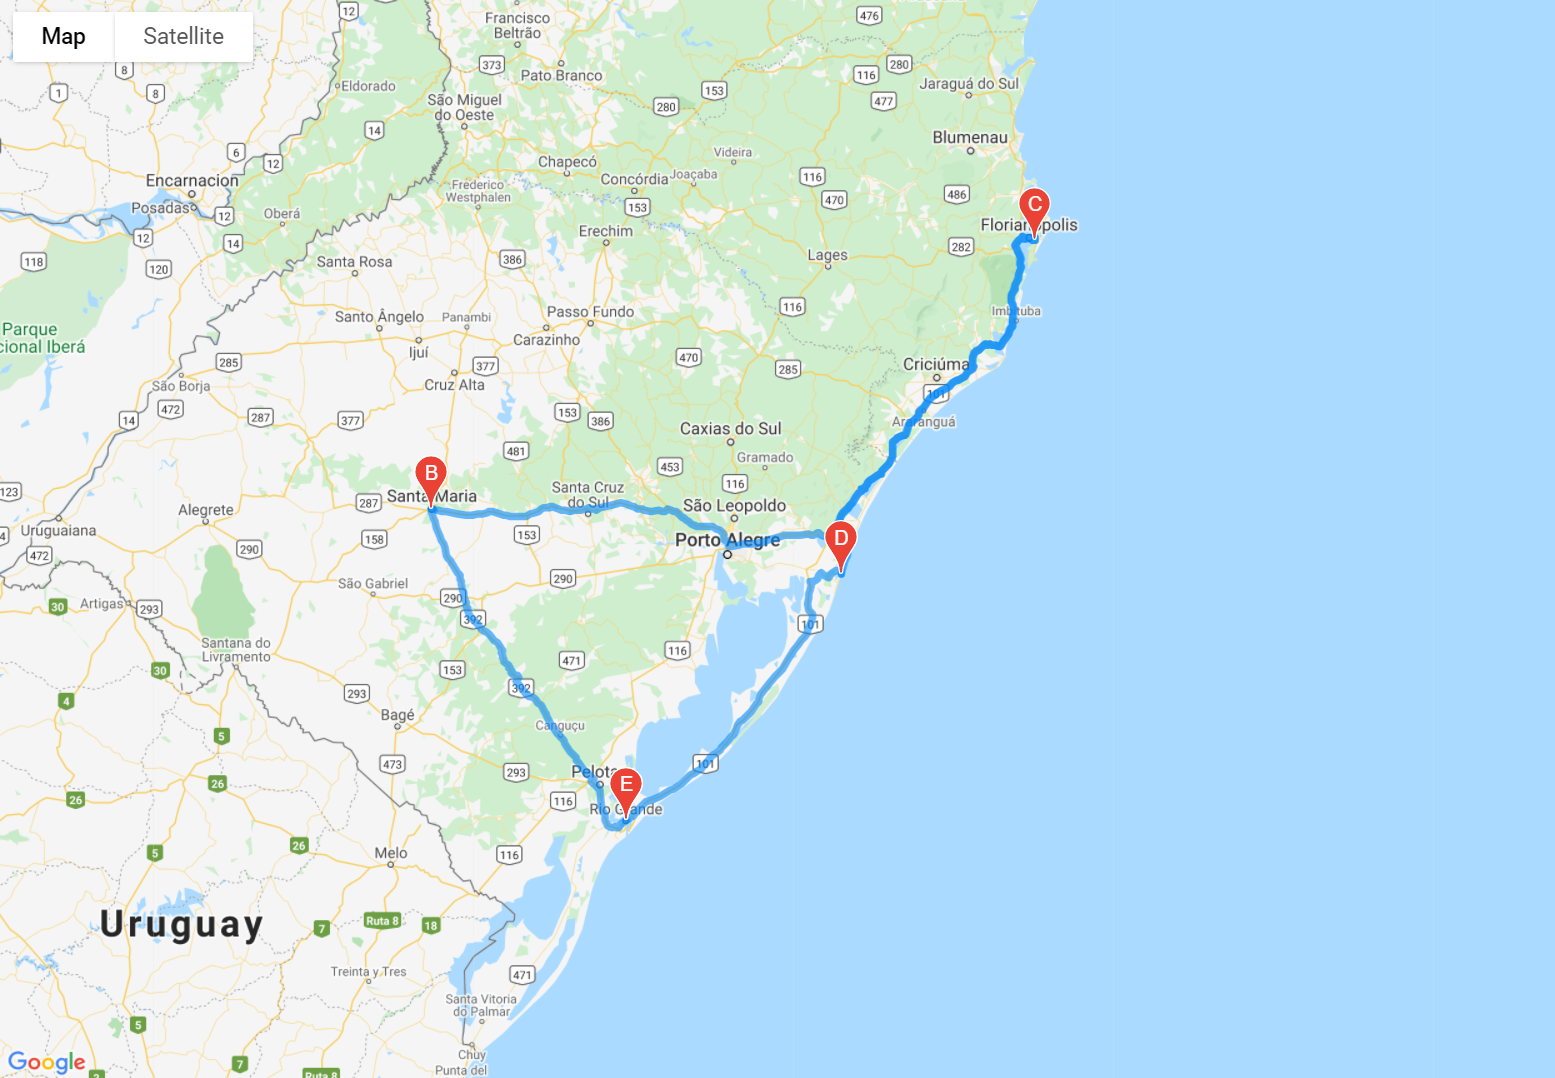 Map
Satellite
12
Francisco
Beltrão
476
8
373
Pato Branco
116
280
1
8
Eldorado
153
Jaraguá do Sul
São Miguel
do Oeste
280
477
14
Blumenau
6
12
Videira
Chapecó
Encarnacion
Concórdia
Joaçaba
116
Frederico
Westphalen
486
470
Posadas
12
Oberá
153
C
Florianópolis
12
14
Erechim
282
118
120
Santa Rosa
386
Lages
116
Imbituba
Santo Ângelo
Panambi
Passo Fundo
Parque
cional Iberá
Carazinho
Ijuí
470
285
377
285
Criciúma
São Borja
Cruz Alta
101
472
287
377
153
386
14
Araranguá
Caxias do Sul
481
Gramado
453
B
116
123
Santa Maria
287
Santa Cruz
do Sul
São Leopoldo
Alegrete
Uruguaiana
4
158
153
Porto Alegre
D
472
290
290
São Gabriel
290
30
Artigas
293
392
101
Santana do
Livramento
116
471
30
153
392
293
4
Bagé
Canguçu
5
473
101
26
293
Pelotas
E
26
116
Rio Grande
26
5
Melo
116
Uruguay
Ruta 8
18
7
Treinta y Tres
471
Santa Vitoria
do Palmar
5
Chuy
Google
7
Punta del
2
Ruta 8